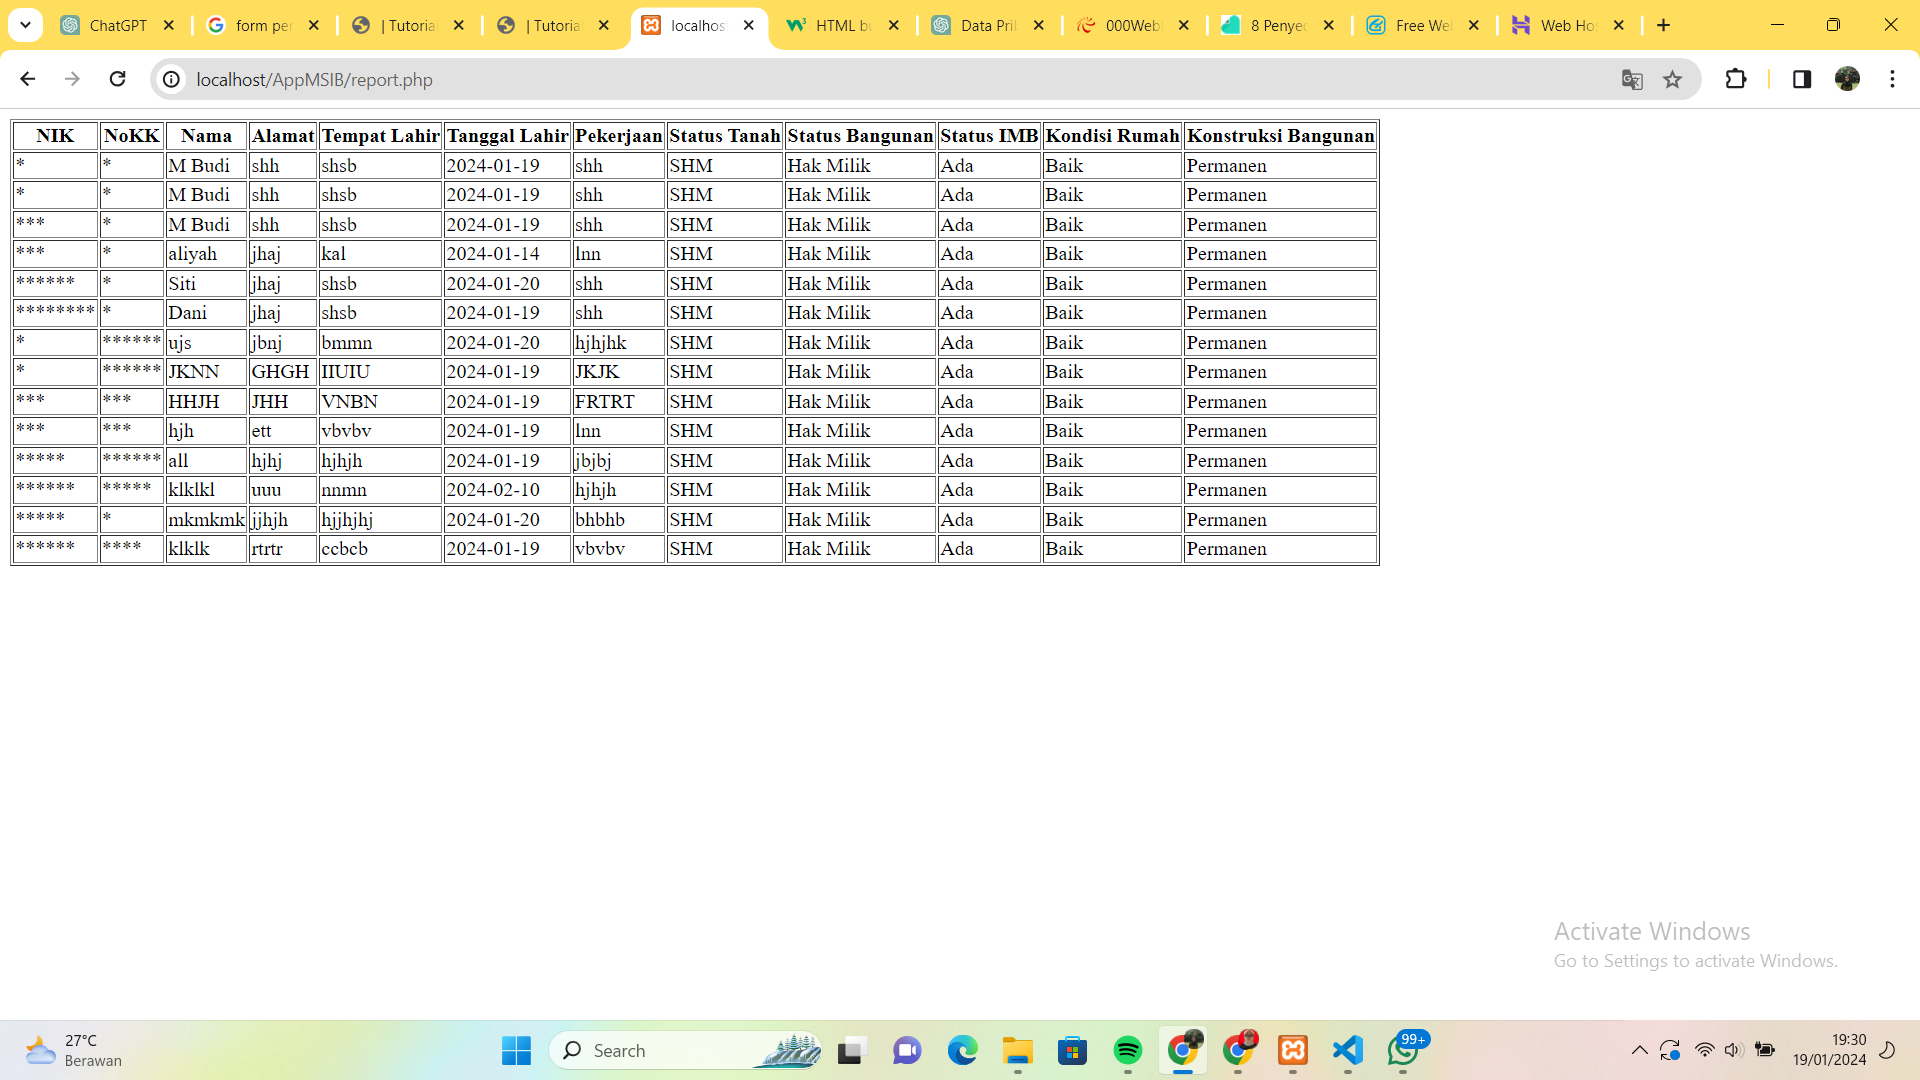 ChatGPT form per | Tutorial | Tutorial localhos HTML bu Data Prib 000Webl 8 Penyed Free Wel Web Hos
localhost/AppMSIB/report.php
NIK NoKK Nama Alamat Tempat Lahir Tanggal Lahir Pekerjaan Status Tanah Status Bangunan Status IMB Kondisi Rumah Konstruksi Bangunan
* * M Budi shh shsb 2024-01-19 shh SHM Hak Milik Ada Baik Permanen
* * M Budi shh shsb 2024-01-19 shh SHM Hak Milik Ada Baik Permanen
*** * M Budi shh shsb 2024-01-19 shh SHM Hak Milik Ada Baik Permanen
*** * aliyah jhaj kal 2024-01-14 lnn SHM Hak Milik Ada Baik Permanen
****** * Siti jhaj shsb 2024-01-20 shh SHM Hak Milik Ada Baik Permanen
******** * Dani jhaj shsb 2024-01-19 shh SHM Hak Milik Ada Baik Permanen
* ****** ujs jbnj bmmn 2024-01-20 hjhjhk SHM Hak Milik Ada Baik Permanen
* ****** JKNN GHGH IIUIU 2024-01-19 JKJK SHM Hak Milik Ada Baik Permanen
*** *** HHJH JHH VNBN 2024-01-19 FRTRT SHM Hak Milik Ada Baik Permanen
*** *** hjh ett vbvbv 2024-01-19 lnn SHM Hak Milik Ada Baik Permanen
***** ****** all hjhj hjhjh 2024-01-19 jbjbj SHM Hak Milik Ada Baik Permanen
****** ***** klklkl uuu nnmn 2024-02-10 hjhjh SHM Hak Milik Ada Baik Permanen
***** * mkmkmk jjhjh hjjhjhj 2024-01-20 bhbhb SHM Hak Milik Ada Baik Permanen
****** **** klklk rtrtr ccbcb 2024-01-19 vbvbv SHM Hak Milik Ada Baik Permanen
Activate Windows
Go to Settings to activate Windows.
27°C
Berawan
Search
99+
19:30
19/01/2024